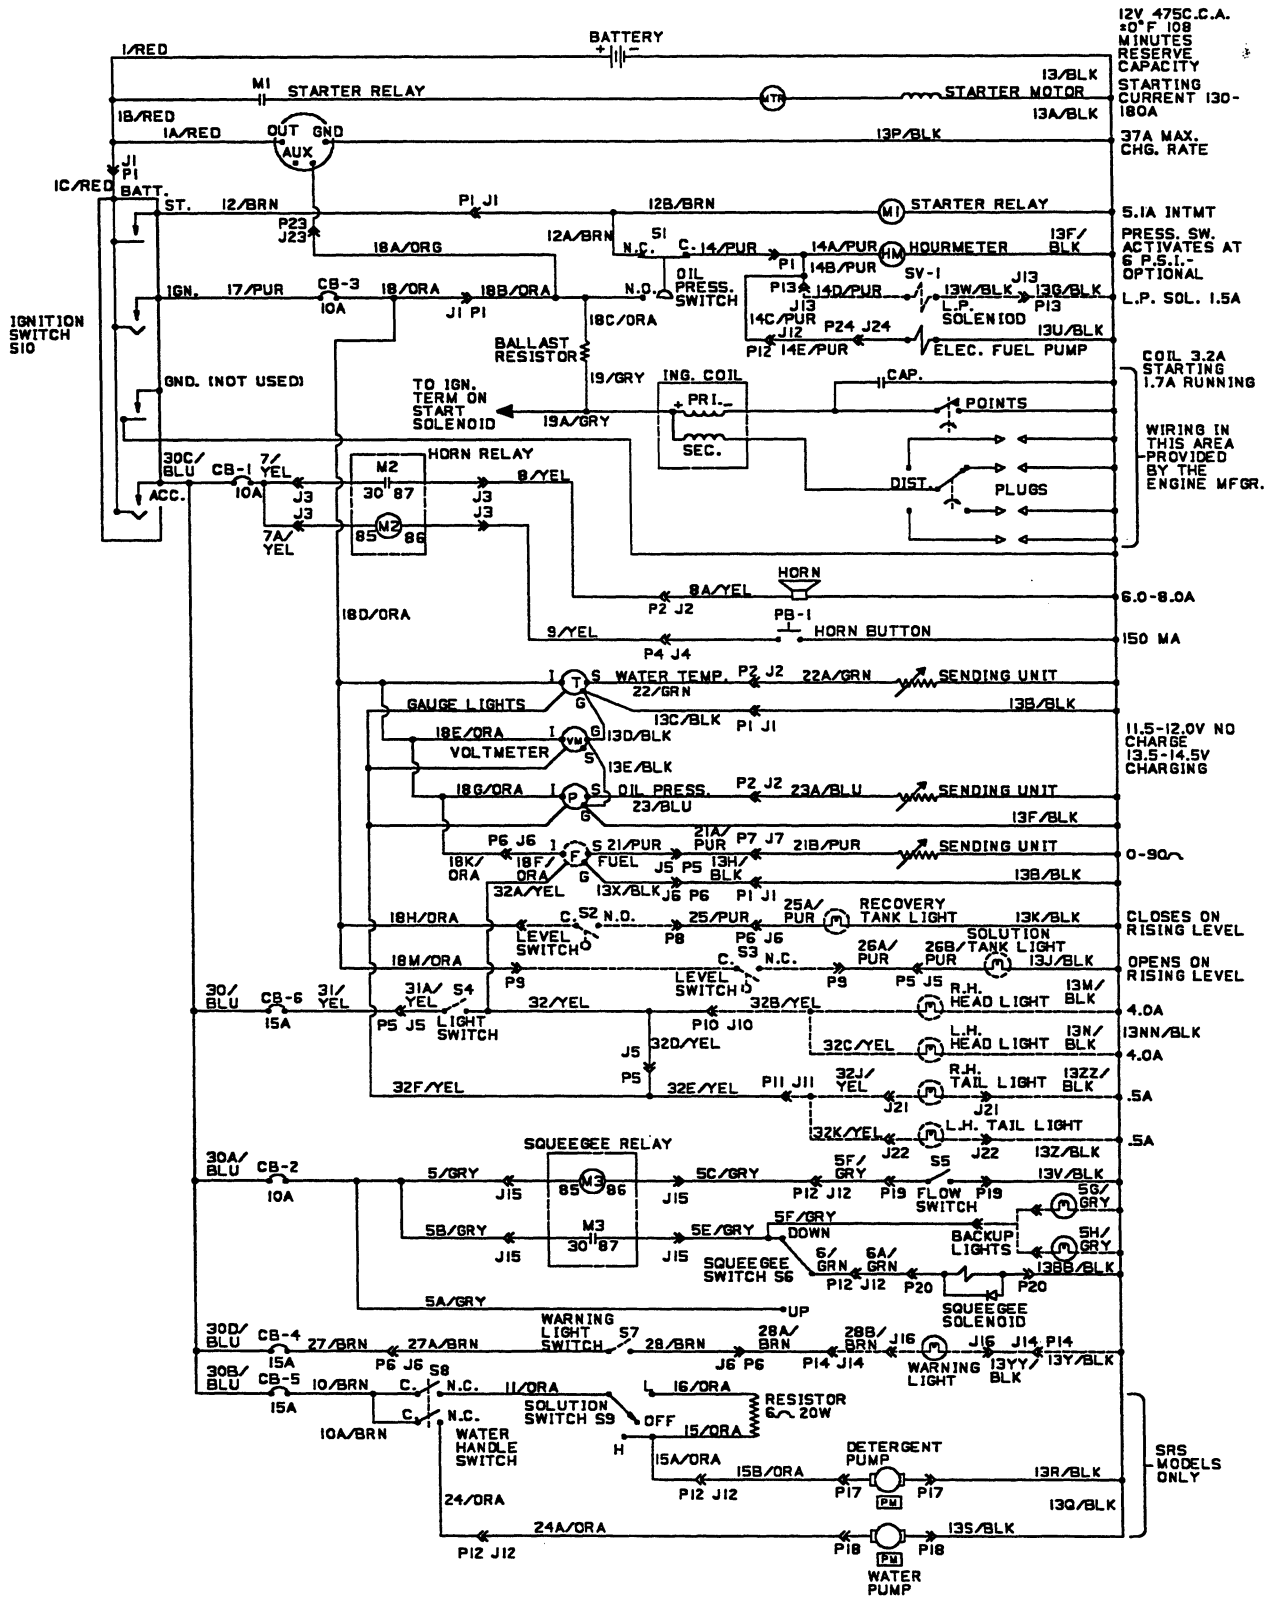 12V 475C.C.A.
±0°F 108
MINUTES
RESERVE
CAPACITY
BATTERY
+ -
1/RED
13/BLK
M1
STARTER RELAY
MTR
STARTER MOTOR
STARTING
CURRENT 130-
180A
1B/RED
13A/BLK
1A/RED
OUT GND
AUX
13P/BLK
37A MAX.
CHG. RATE
J1
P1
1C/RED
BATT.
ST.
12/BRN
P1 J1
12B/BRN
M1
STARTER RELAY
5.1A INTMT
P23
J23
12A/BRN
S1
N.C. C.
14/PUR
P1
14A/PUR
HM
HOURMETER
13F/
BLK
PRESS. SW.
ACTIVATES AT
6 P.S.I.-
OPTIONAL
18A/ORG
14B/PUR
IGN.
17/PUR
CB-3
10A
18/ORA
J1 P1
18B/ORA
N.O.
OIL
PRESS.
SWITCH
P13
J13
14D/PUR
SV-1
13W/BLK
L.P.
SOLENIOD
J13
P13
13G/BLK
L.P. SOL. 1.5A
IGNITION
SWITCH
S10
18C/ORA
14C/PUR
J12
P12
14E/PUR
P24 J24
ELEC. FUEL PUMP
13U/BLK
BALLAST
RESISTOR
COIL 3.2A
STARTING
1.7A RUNNING
GND. (NOT USED)
19/GRY
TO IGN.
TERM ON
START
SOLENOID
19A/GRY
ING. COIL
+ PRI. -
SEC.
CAP.
POINTS
WIRING IN
THIS AREA
PROVIDED
BY THE
ENGINE MFGR.
DIST.
PLUGS
30C/
BLU
CB-1
10A
7/
YEL
J3
HORN RELAY
M2
30 87
8/YEL
J3
ACC.
J3
7A/
YEL
85
M2
86
J3
HORN
8A/YEL
P2 J2
6.0-8.0A
18D/ORA
9/YEL
P4 J4
PB-1
HORN BUTTON
150 MA
I T S
WATER TEMP.
22/GRN
P2 J2
22A/GRN
SENDING UNIT
GAUGE LIGHTS
G
13C/BLK
P1 J1
13B/BLK
18E/ORA
I VM G
S
13D/BLK
VOLTMETER
11.5-12.0V NO
CHARGE
13.5-14.5V
CHARGING
13E/BLK
18G/ORA
I P S
G
OIL PRESS.
23/BLU
P2 J2
23A/BLU
SENDING UNIT
13F/BLK
P6 J6
18K/
ORA
18F/
ORA
I F S
G
21/PUR
FUEL
21A/
PUR
J5 P5
P7 J7
21B/PUR
SENDING UNIT
0-90Ω
32A/YEL
13X/BLK
J6 P6
13H/
BLK
P1 J1
13B/BLK
18H/ORA
C. S2 N.O.
LEVEL
SWITCH
P8
25/PUR
P6 J6
25A/
PUR
RECOVERY
TANK LIGHT
13K/BLK
CLOSES ON
RISING LEVEL
18M/ORA
P9
C. S3 N.C.
LEVEL
SWITCH
P9
26A/
PUR
P5 J5
26B/
PUR
SOLUTION
TANK LIGHT
13J/BLK
OPENS ON
RISING LEVEL
30/
BLU
CB-6
15A
31/
YEL
P5 J5
31A/
YEL
S4
LIGHT
SWITCH
32/YEL
P10 J10
32B/YEL
R.H.
HEAD LIGHT
13M/
BLK
4.0A
32D/YEL
32C/YEL
L.H.
HEAD LIGHT
13N/
BLK
13NN/BLK
4.0A
J5
P5
32F/YEL
32E/YEL
P11 J11
32J/
YEL
J21
R.H.
TAIL LIGHT
J21
13ZZ/
BLK
.5A
32K/YEL
J22
L.H. TAIL LIGHT
J22
13Z/BLK
.5A
30A/
BLU
CB-2
10A
5/GRY
J15
SQUEEGEE RELAY
85
M3
86
J15
5C/GRY
P12 J12
5F/
GRY
P19
S5
FLOW
SWITCH
P19
13V/BLK
5B/GRY
J15
M3
30 87
J15
5E/GRY
5F/GRY
DOWN
BACKUP
LIGHTS
5G/
GRY
5H/
GRY
SQUEEGEE
SWITCH S6
6/
GRN
P12 J12
6A/
GRN
P20
SQUEEGEE
SOLENOID
P20
13BB/BLK
5A/GRY
UP
30D/
BLU
CB-4
15A
27/BRN
P6 J6
27A/BRN
WARNING
LIGHT
SWITCH
S7
28/BRN
J6 P6
28A/
BRN
P14 J14
28B/
BRN
J16
WARNING
LIGHT
J16
13YY/
BLK
J14 P14
13Y/BLK
30B/
BLU
CB-5
15A
10/BRN
C. S8 N.C.
11/ORA
SOLUTION
SWITCH S9
L
OFF
H
16/ORA
15/ORA
RESISTOR
6Ω 20W
10A/BRN
C. N.C.
WATER
HANDLE
SWITCH
15A/ORA
P12 J12
15B/ORA
P17
DETERGENT
PUMP
PM
P17
13R/BLK
SRS
MODELS
ONLY
24/ORA
13Q/BLK
P12 J12
24A/ORA
P18
PM
WATER
PUMP
P18
13S/BLK